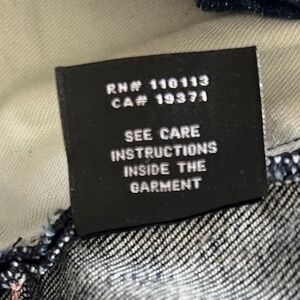 RN# 110113
CA# 19371
SEE CARE
INSTRUCTIONS
INSIDE THE
GARMENT